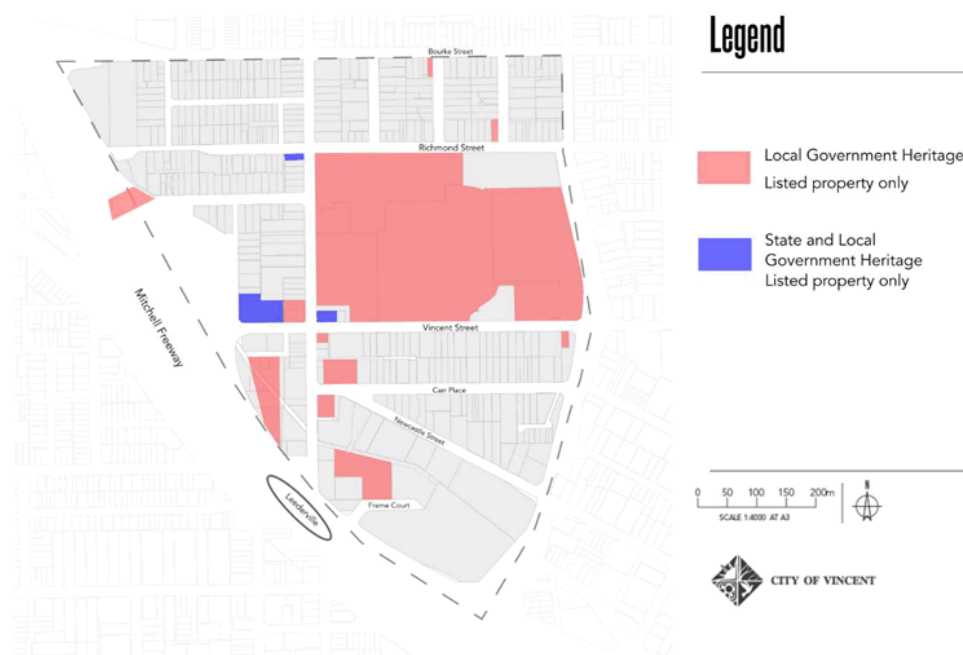 Legend
Bourke Street
Richmond Street
Local Government Heritage
Listed property only
State and Local
Government Heritage
Listed property only
Mitchell Freeway
Vincent Street
Carr Place
Newcastle Street
Leederville
Frame Court
0 50 100 150 200m
SCALE 1:4000 AT A3
N
CITY OF VINCENT